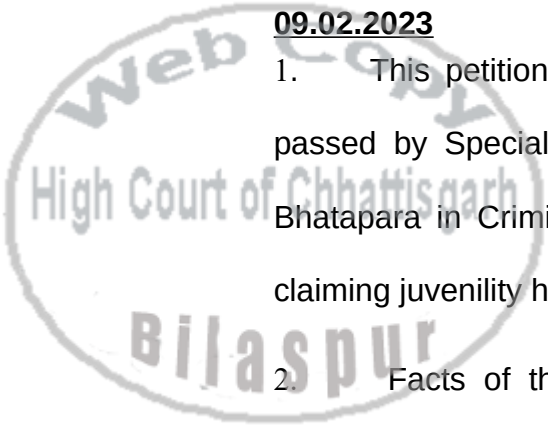 09.02.2023
Web Copy
1. This petition
passed by Special
High Court of Chhattisgarh
Bhatapara in Crimi
claiming juvenility h
Bilaspur
2. Facts of th